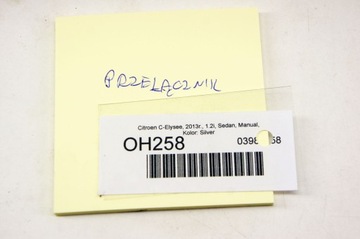 PRZEŁĄCZNIK
Citroen C-Elysee, 2013r., 1.2i, Sedan, Manual,
Kolor: Silver
OH258